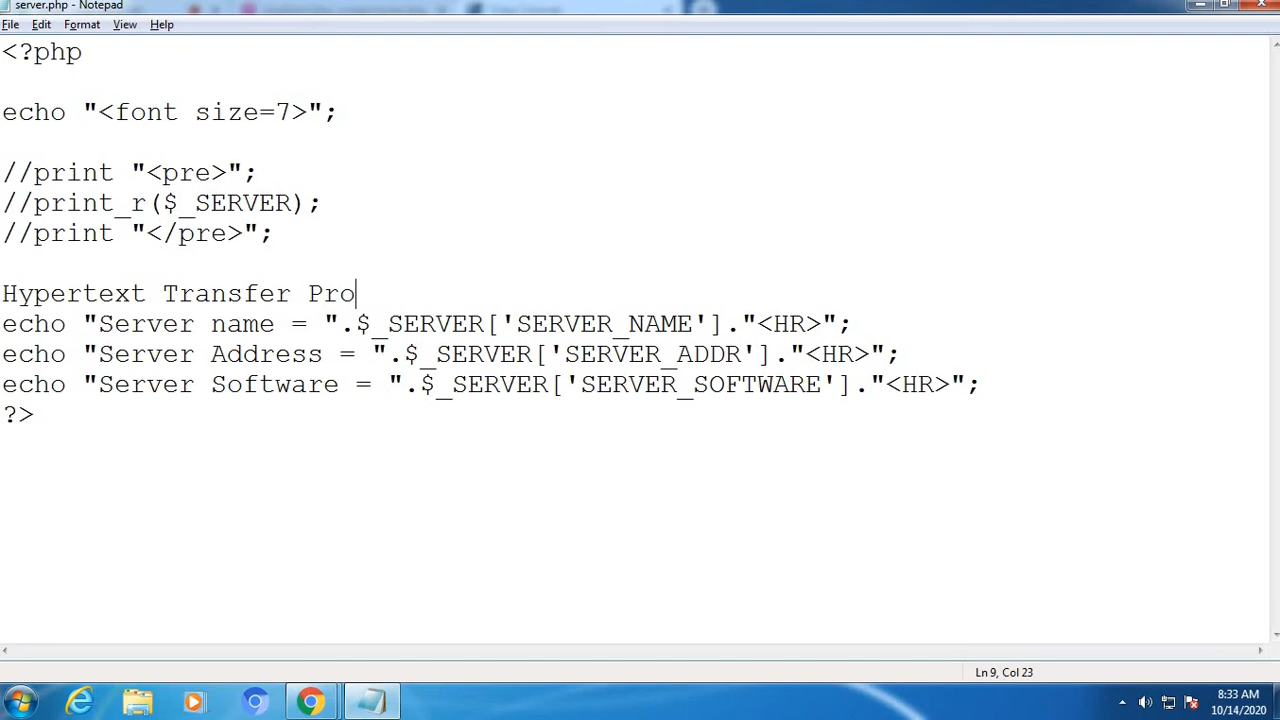 server.php - Notepad
File Edit Format View Help
<?php
echo "<font size=7>";
//print "<pre>";
//print_r($_SERVER);
//print "</pre>";
Hypertext Transfer Pro
echo "Server name = ".$_SERVER['SERVER_NAME']."<HR>";
echo "Server Address = ".$_SERVER['SERVER_ADDR']."<HR>";
echo "Server Software = ".$_SERVER['SERVER_SOFTWARE']."<HR>";
?>
Ln 9, Col 23
8:33 AM
10/14/2020